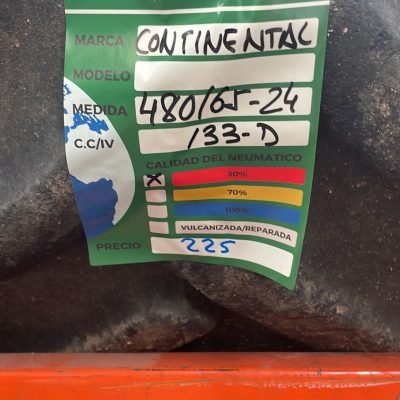 MARCA CONTINENTAL
MODELO
MEDIDA 480/65-24
C.C/IV 133-D
CALIDAD DEL NEUMATICO
X 50%
70%
100%
VULCANIZADA/REPARADA
PRECIO 225